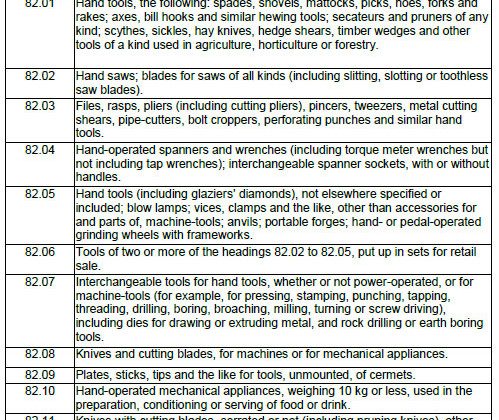 82.01 Hand tools, the following: spades, shovels, mattocks, picks, hoes, forks and
rakes; axes, bill hooks and similar hewing tools; secateurs and pruners of any
kind; scythes, sickles, hay knives, hedge shears, timber wedges and other
tools of a kind used in agriculture, horticulture or forestry.
82.02 Hand saws; blades for saws of all kinds (including slitting, slotting or toothless
saw blades).
82.03 Files, rasps, pliers (including cutting pliers), pincers, tweezers, metal cutting
shears, pipe-cutters, bolt croppers, perforating punches and similar hand
tools.
82.04 Hand-operated spanners and wrenches (including torque meter wrenches but
not including tap wrenches); interchangeable spanner sockets, with or without
handles.
82.05 Hand tools (including glaziers' diamonds), not elsewhere specified or
included; blow lamps; vices, clamps and the like, other than accessories for
and parts of, machine-tools; anvils; portable forges; hand- or pedal-operated
grinding wheels with frameworks.
82.06 Tools of two or more of the headings 82.02 to 82.05, put up in sets for retail
sale.
82.07 Interchangeable tools for hand tools, whether or not power-operated, or for
machine-tools (for example, for pressing, stamping, punching, tapping,
threading, drilling, boring, broaching, milling, turning or screw driving),
including dies for drawing or extruding metal, and rock drilling or earth boring
tools.
82.08 Knives and cutting blades, for machines or for mechanical appliances.
82.09 Plates, sticks, tips and the like for tools, unmounted, of cermets.
82.10 Hand-operated mechanical appliances, weighing 10 kg or less, used in the
preparation, conditioning or serving of food or drink.
82.11 Knives with cutting blades, serrated or not (including pruning knives), other